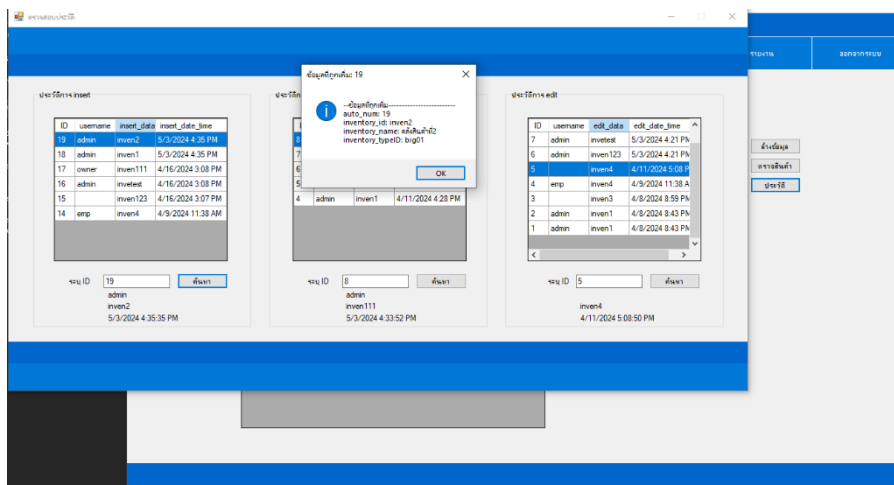 ตรวจสอบประวัติ
รายงาน
ออกจากระบบ
ข้อมูลที่ถูกเพิ่ม: 19
--ข้อมูลที่ถูกเพิ่ม--------------------------
auto_num: 19
inventory_id: inven2
inventory_name: คลังสินค้าที่2
inventory_typeID: big01
OK
ประวัติการ insert
ID username insert_data insert_date_time
19 admin inven2 5/3/2024 4:35 PM
18 admin inven1 5/3/2024 4:35 PM
17 owner inven111 4/16/2024 3:08 PM
16 admin invetest 4/16/2024 3:08 PM
15 inven123 4/16/2024 3:07 PM
14 emp inven4 4/9/2024 11:38 AM
ระบุ ID 19 ค้นหา
admin
inven2
5/3/2024 4:35:35 PM
8
7
6
5
4 admin inven1 4/11/2024 4:28 PM
ระบุ ID 8 ค้นหา
admin
inven111
5/3/2024 4:33:52 PM
ประวัติการ edit
ID username edit_data edit_date_time
7 admin invetest 5/3/2024 4:21 PM
6 admin inven123 5/3/2024 4:21 PM
5 inven4 4/11/2024 5:08 P
4 emp inven4 4/9/2024 11:38 A
3 inven3 4/8/2024 8:59 PM
2 admin inven1 4/8/2024 8:43 PM
1 admin inven1 4/8/2024 8:43 PM
ระบุ ID 5 ค้นหา
inven4
4/11/2024 5:08:50 PM
ล้างข้อมูล
ตรวจสินค้า
ประวัติ